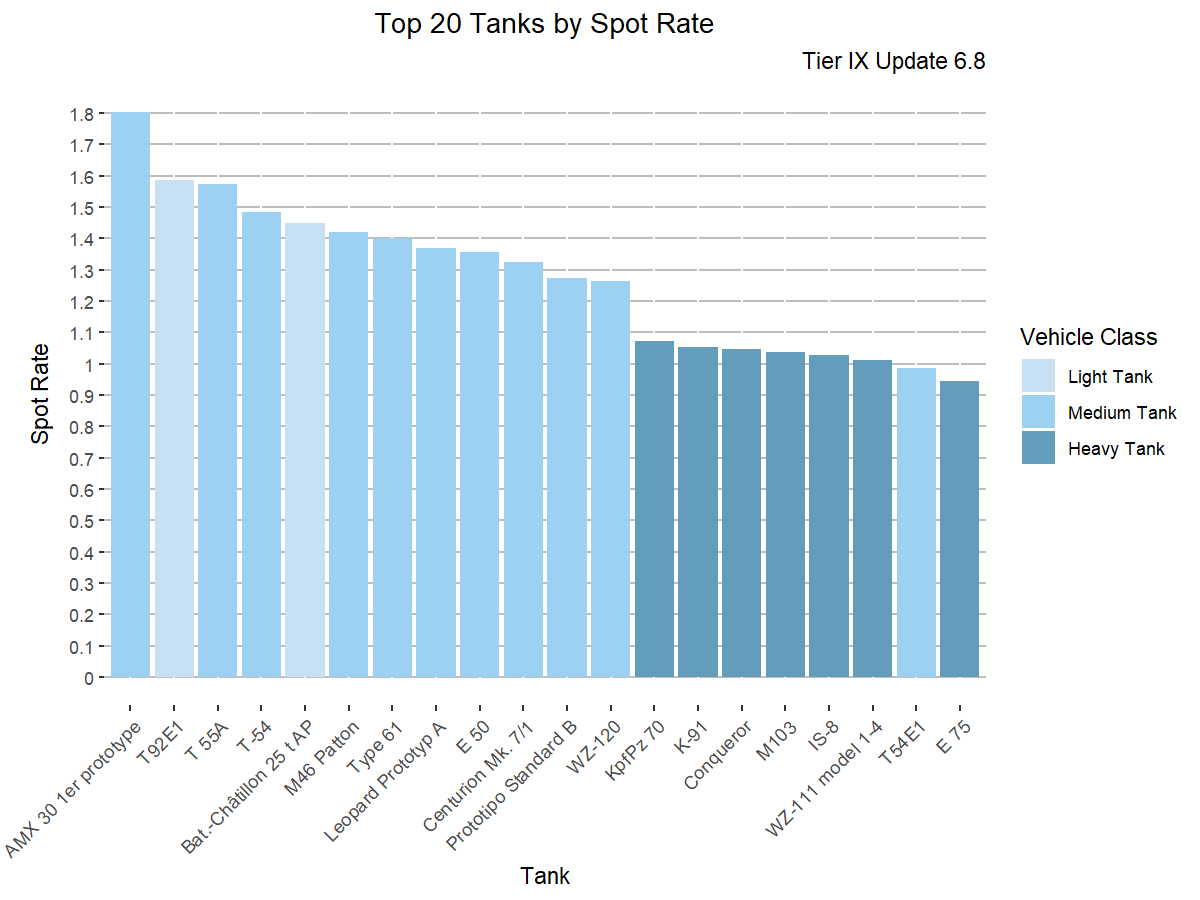 Top 20 Tanks by Spot Rate
Tier IX Update 6.8
1.8
1.7
1.6
1.5
1.4
1.3
1.2
1.1
1
0.9
0.8
0.7
0.6
0.5
0.4
0.3
0.2
0.1
0
Spot Rate
AMX 30 1er prototype
T92E1
T 55A
T-54
Bat.-Châtillon 25 t AP
M46 Patton
Type 61
Leopard Prototyp A
E 50
Centurion Mk. 7/1
Prototipo Standard B
WZ-120
KpfPz 70
K-91
Conqueror
M103
IS-8
WZ-111 model 1-4
T54E1
E 75
Tank
Vehicle Class
Light Tank
Medium Tank
Heavy Tank